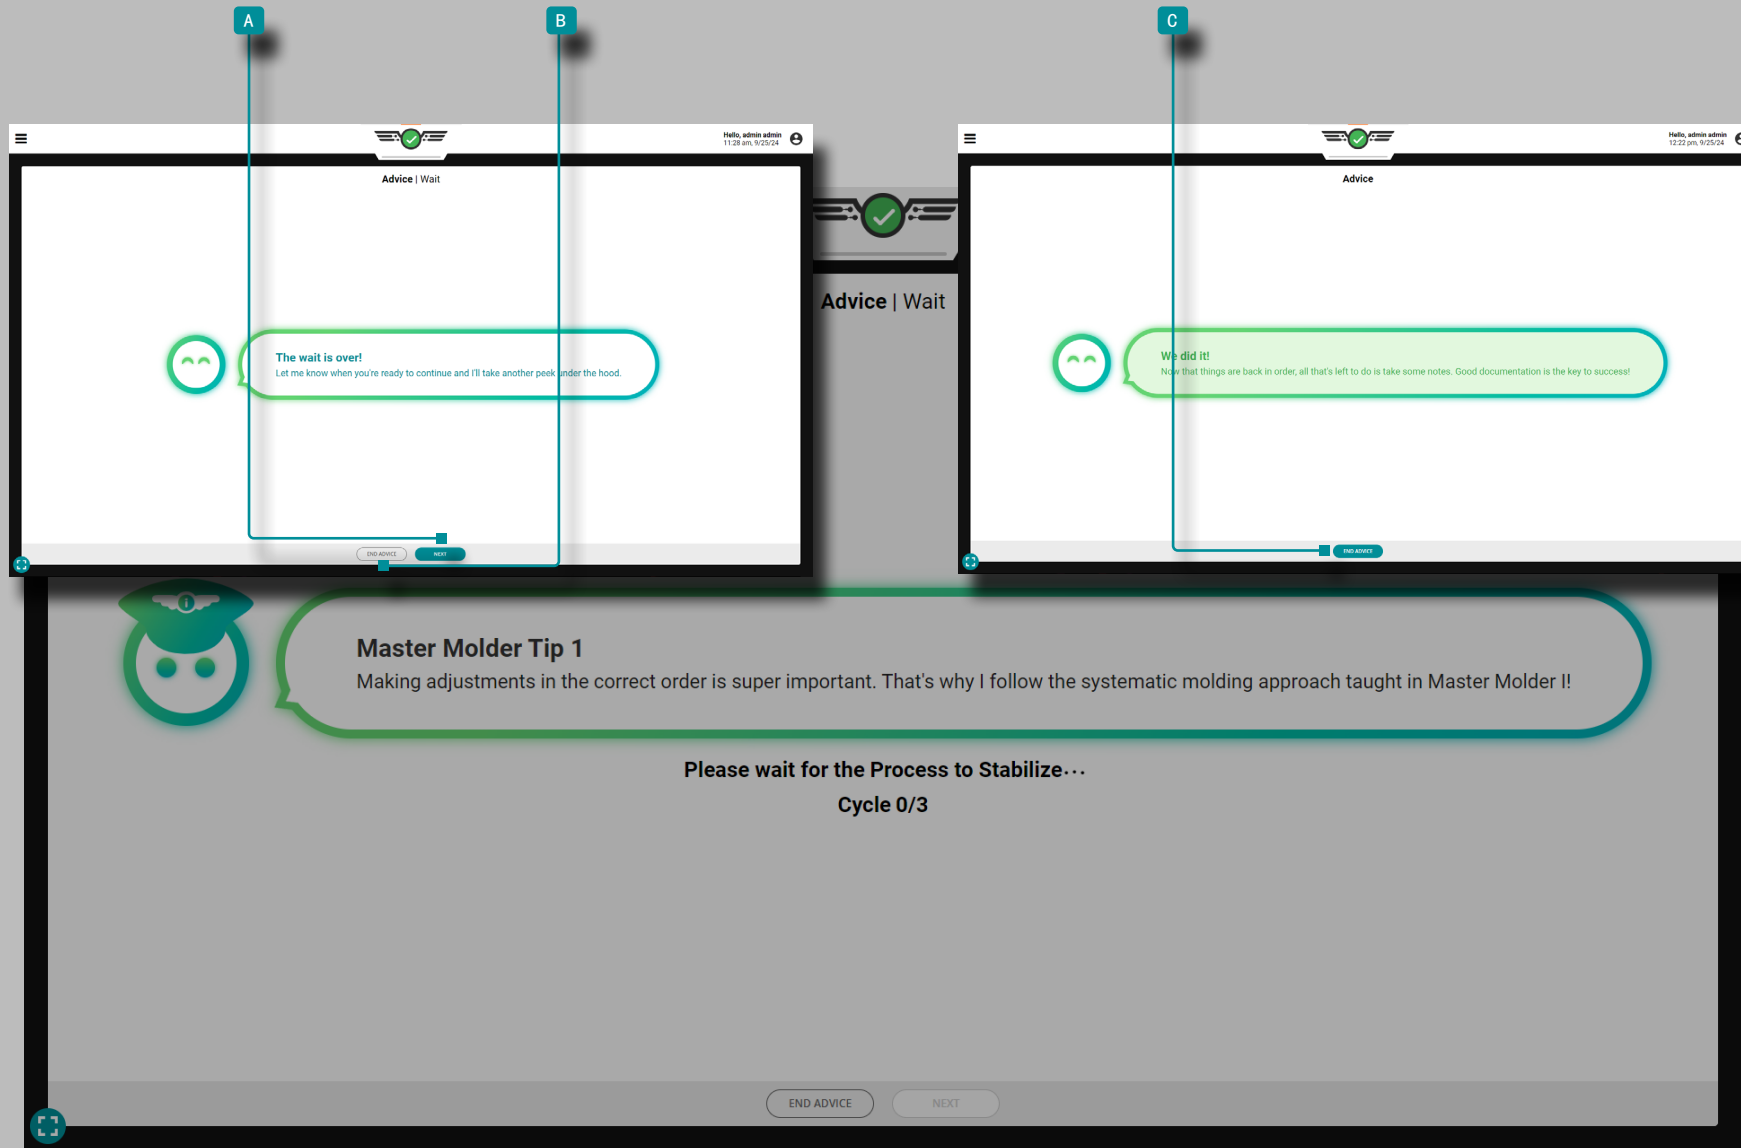 A
B
C
Hello, admin admin
11:28 am, 9/25/24
Advice | Wait
The wait is over!
Let me know when you're ready to continue and I'll take another peek under the hood.
END ADVICE
NEXT
Hello, admin admin
12:22 pm, 9/25/24
Advice
We did it!
Now that things are back in order, all that's left to do is take some notes. Good documentation is the key to success!
END ADVICE
Advice | Wait
Master Molder Tip 1
Making adjustments in the correct order is super important. That's why I follow the systematic molding approach taught in Master Molder I!
Please wait for the Process to Stabilize...
Cycle 0/3
END ADVICE
NEXT